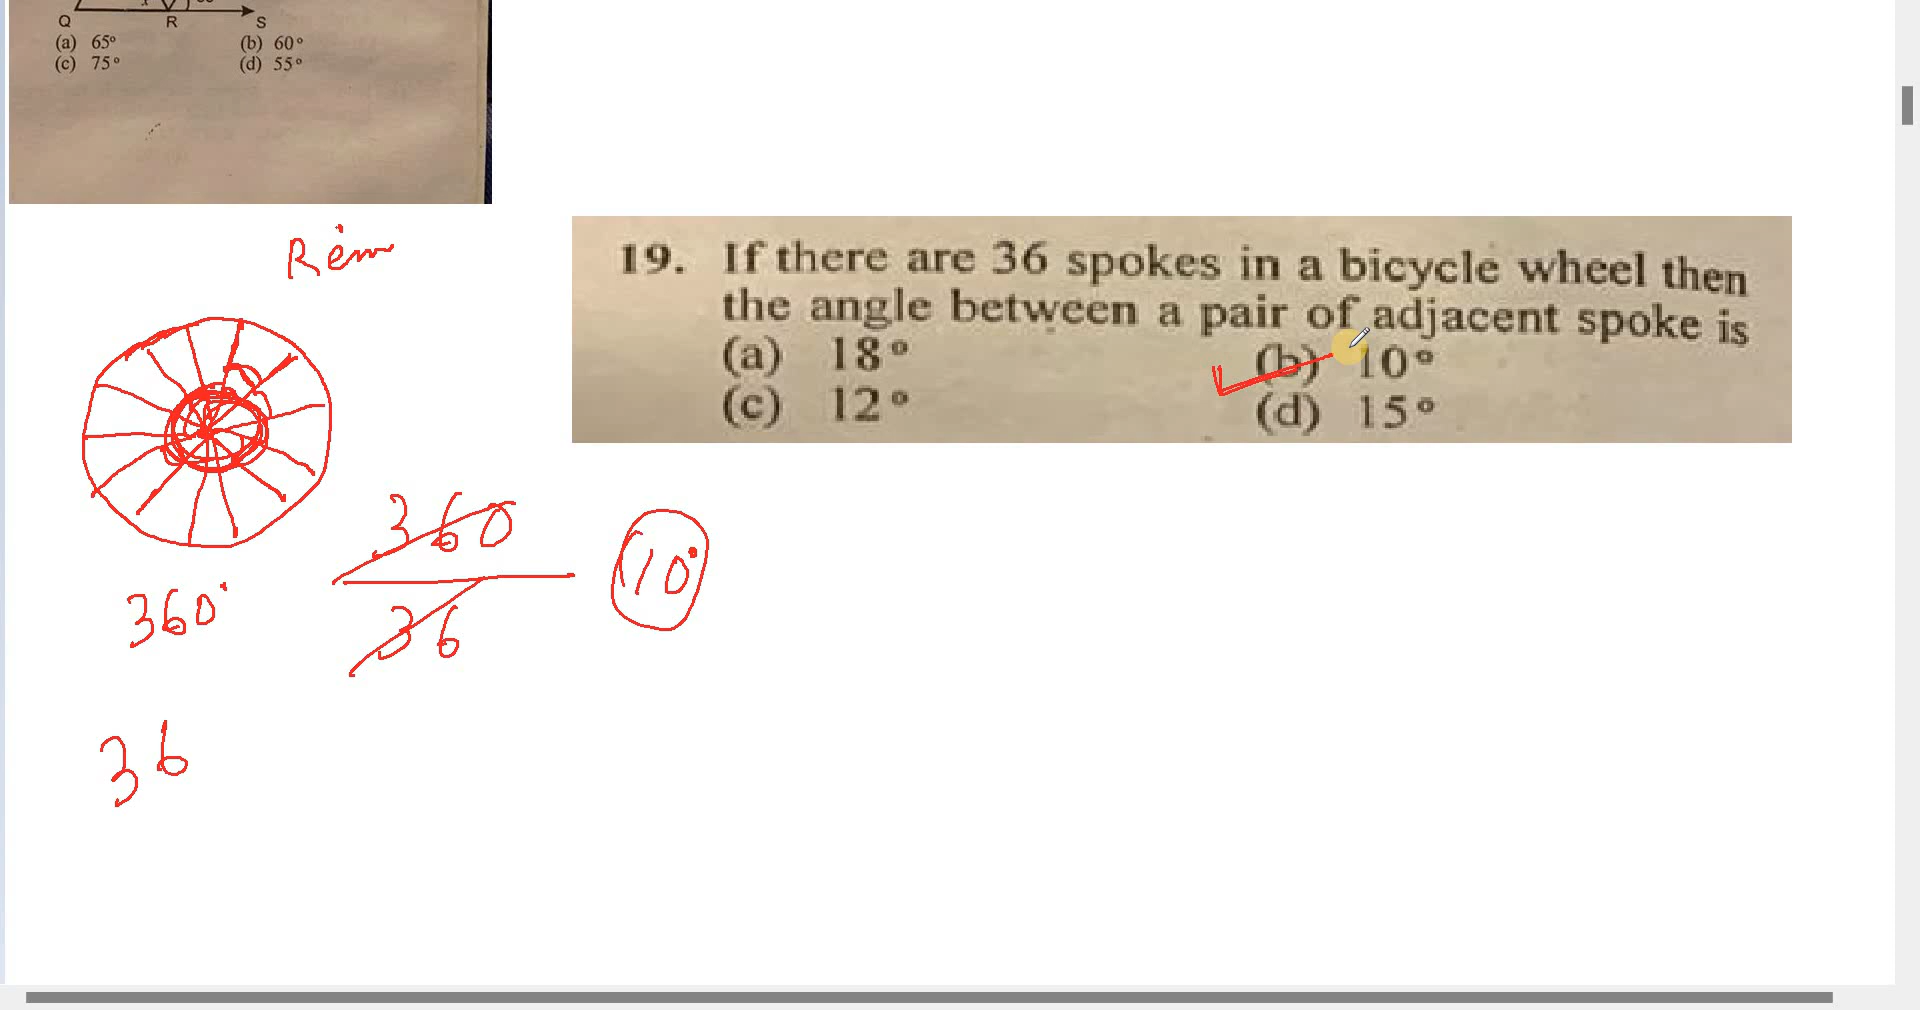 Q R S
(a) 65° (b) 60°
(c) 75° (d) 55°
Rim
19. If there are 36 spokes in a bicycle wheel then
the angle between a pair of adjacent spoke is
(a) 18° (b) 10°
(c) 12° (d) 15°
360
36
10°
360°
36